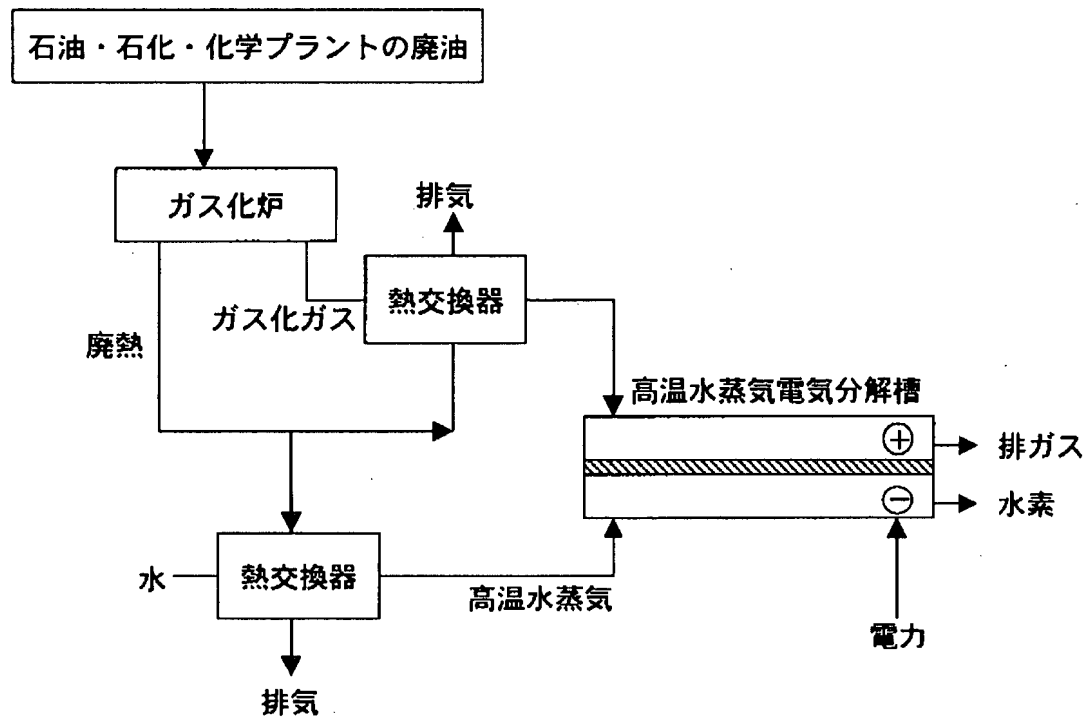 石油・石化・化学プラントの廃油
ガス化炉
排気
熱交換器
ガス化ガス
廃熱
高温水蒸気電気分解槽
+
排ガス
−
水素
水
熱交換器
高温水蒸気
電力
排気